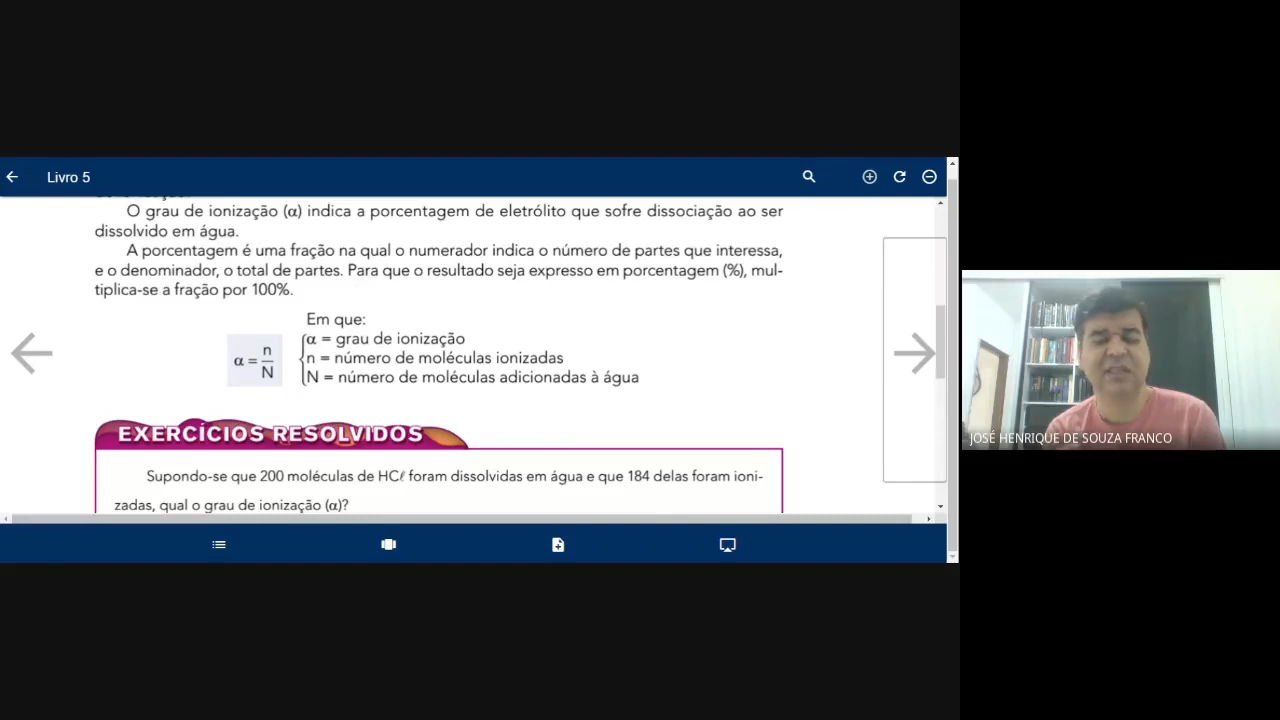 Livro 5
O grau de ionização (α) indica a porcentagem de eletrólito que sofre dissociação ao ser
dissolvido em água.
A porcentagem é uma fração na qual o numerador indica o número de partes que interessa,
e o denominador, o total de partes. Para que o resultado seja expresso em porcentagem (%), mul-
tiplica-se a fração por 100%.
Em que:
α = n/N
α = grau de ionização
n = número de moléculas ionizadas
N = número de moléculas adicionadas à água
EXERCÍCIOS RESOLVIDOS
Supondo-se que 200 moléculas de HCℓ foram dissolvidas em água e que 184 delas foram ioni-
zadas, qual o grau de ionização (α)?
JOSÉ HENRIQUE DE SOUZA FRANCO